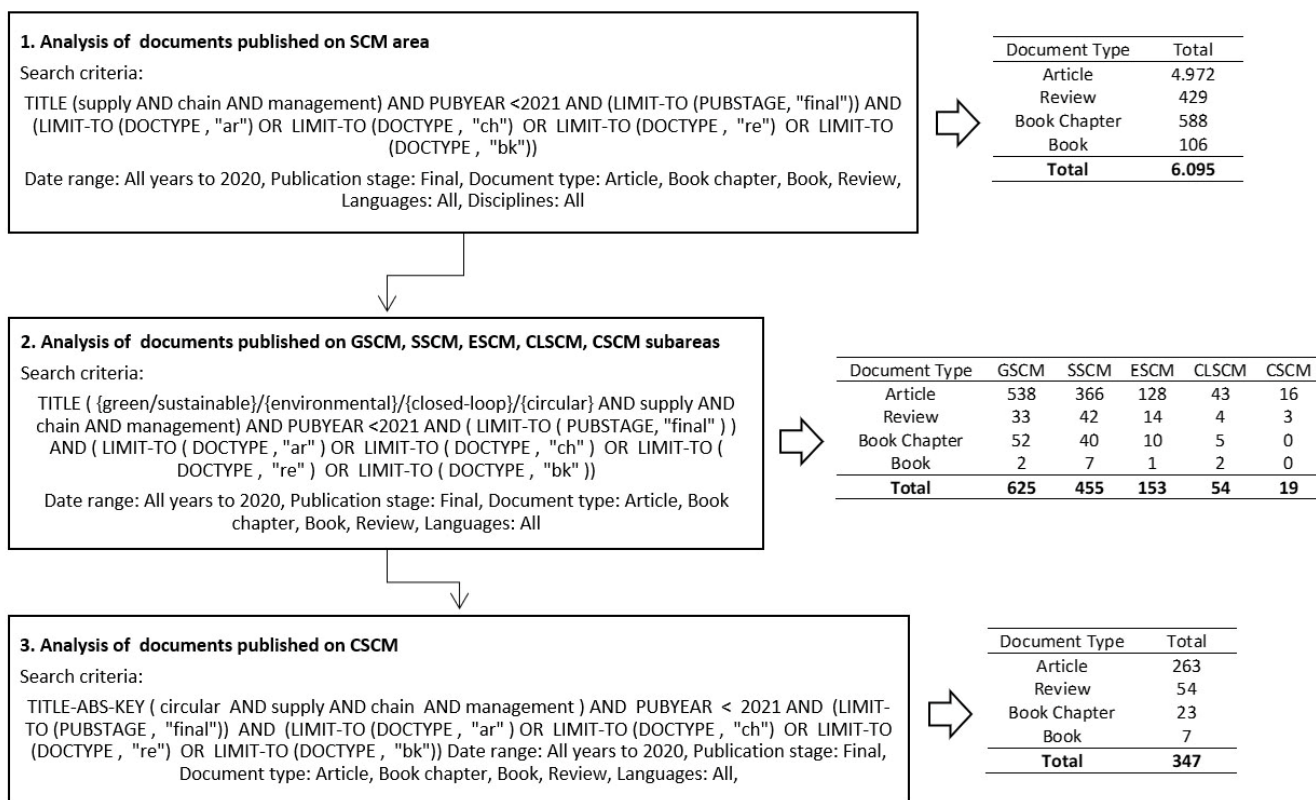 1. Analysis of documents published on SCM area
Search criteria:
TITLE (supply AND chain AND management) AND PUBYEAR <2021 AND (LIMIT-TO (PUBSTAGE, "final")) AND
(LIMIT-TO (DOCTYPE , "ar") OR LIMIT-TO (DOCTYPE , "ch") OR LIMIT-TO (DOCTYPE , "re") OR LIMIT-TO
(DOCTYPE , "bk"))
Date range: All years to 2020, Publication stage: Final, Document type: Article, Book chapter, Book, Review,
Languages: All, Disciplines: All
Document Type Total
Article 4.972
Review 429
Book Chapter 588
Book 106
Total 6.095
2. Analysis of documents published on GSCM, SSCM, ESCM, CLSCM, CSCM subareas
Search criteria:
TITLE ( {green/sustainable}/{environmental}/{closed-loop}/{circular} AND supply AND
chain AND management) AND PUBYEAR <2021 AND ( LIMIT-TO ( PUBSTAGE, "final" ) )
AND ( LIMIT-TO ( DOCTYPE , "ar" ) OR LIMIT-TO ( DOCTYPE , "ch" ) OR LIMIT-TO (
DOCTYPE , "re" ) OR LIMIT-TO ( DOCTYPE , "bk" ))
Date range: All years to 2020, Publication stage: Final, Document type: Article, Book
chapter, Book, Review, Languages: All
Document Type GSCM SSCM ESCM CLSCM CSCM
Article 538 366 128 43 16
Review 33 42 14 4 3
Book Chapter 52 40 10 5 0
Book 2 7 1 2 0
Total 625 455 153 54 19
3. Analysis of documents published on CSCM
Search criteria:
TITLE-ABS-KEY ( circular AND supply AND chain AND management ) AND PUBYEAR < 2021 AND (LIMIT-
TO (PUBSTAGE , "final")) AND (LIMIT-TO (DOCTYPE , "ar" ) OR LIMIT-TO (DOCTYPE , "ch") OR LIMIT-TO
(DOCTYPE , "re") OR LIMIT-TO (DOCTYPE , "bk")) Date range: All years to 2020, Publication stage: Final,
Document type: Article, Book chapter, Book, Review, Languages: All,
Document Type Total
Article 263
Review 54
Book Chapter 23
Book 7
Total 347